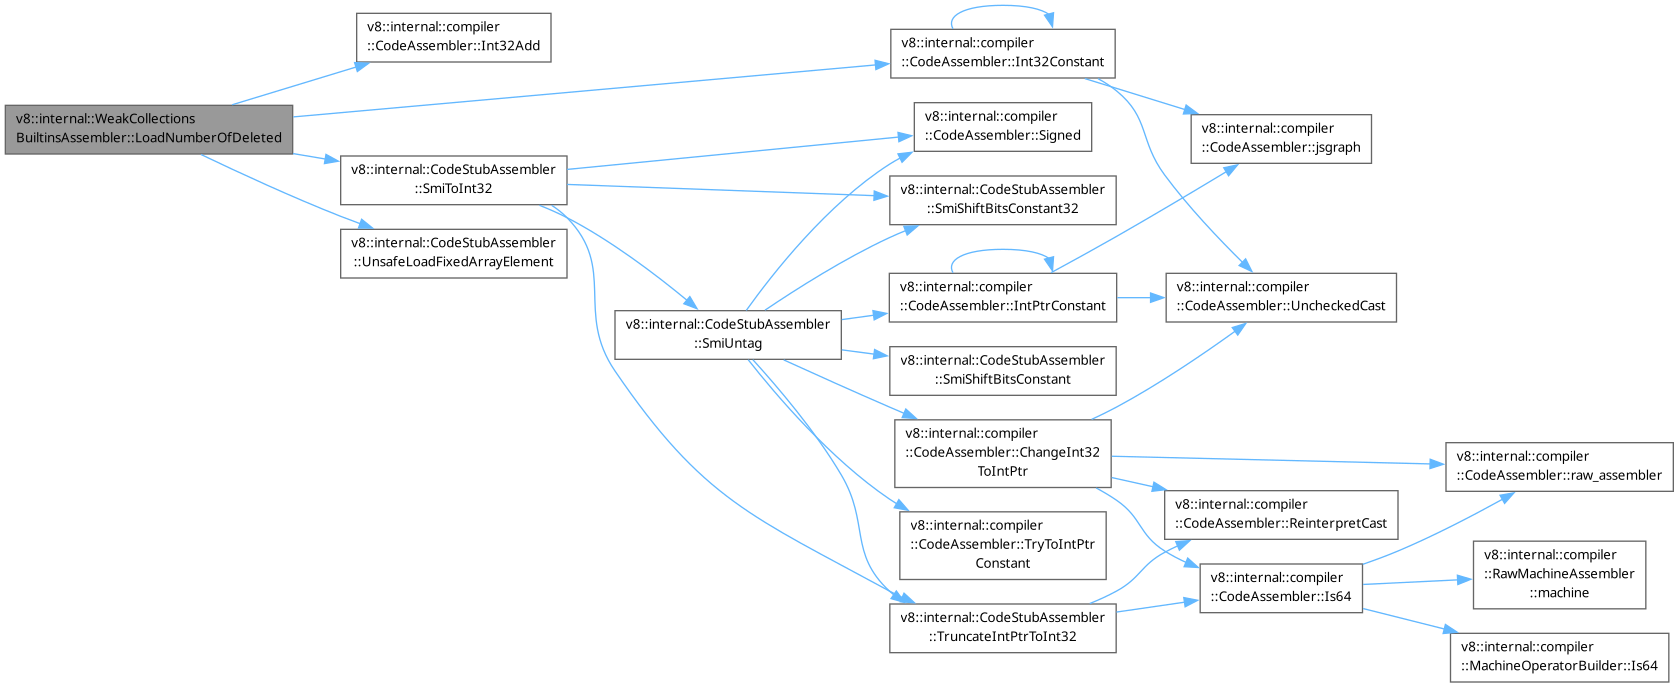 v8::internal::WeakCollections
BuiltinsAssembler::LoadNumberOfDeleted
v8::internal::compiler
::CodeAssembler::Int32Add
v8::internal::CodeStubAssembler
::SmiToInt32
v8::internal::CodeStubAssembler
::UnsafeLoadFixedArrayElement
v8::internal::CodeStubAssembler
::SmiUntag
v8::internal::compiler
::CodeAssembler::Int32Constant
v8::internal::compiler
::CodeAssembler::Signed
v8::internal::CodeStubAssembler
::SmiShiftBitsConstant32
v8::internal::compiler
::CodeAssembler::IntPtrConstant
v8::internal::CodeStubAssembler
::SmiShiftBitsConstant
v8::internal::compiler
::CodeAssembler::ChangeInt32
ToIntPtr
v8::internal::compiler
::CodeAssembler::TryToIntPtr
Constant
v8::internal::CodeStubAssembler
::TruncateIntPtrToInt32
v8::internal::compiler
::CodeAssembler::jsgraph
v8::internal::compiler
::CodeAssembler::UncheckedCast
v8::internal::compiler
::CodeAssembler::ReinterpretCast
v8::internal::compiler
::CodeAssembler::Is64
v8::internal::compiler
::CodeAssembler::raw_assembler
v8::internal::compiler
::RawMachineAssembler
::machine
v8::internal::compiler
::MachineOperatorBuilder::Is64